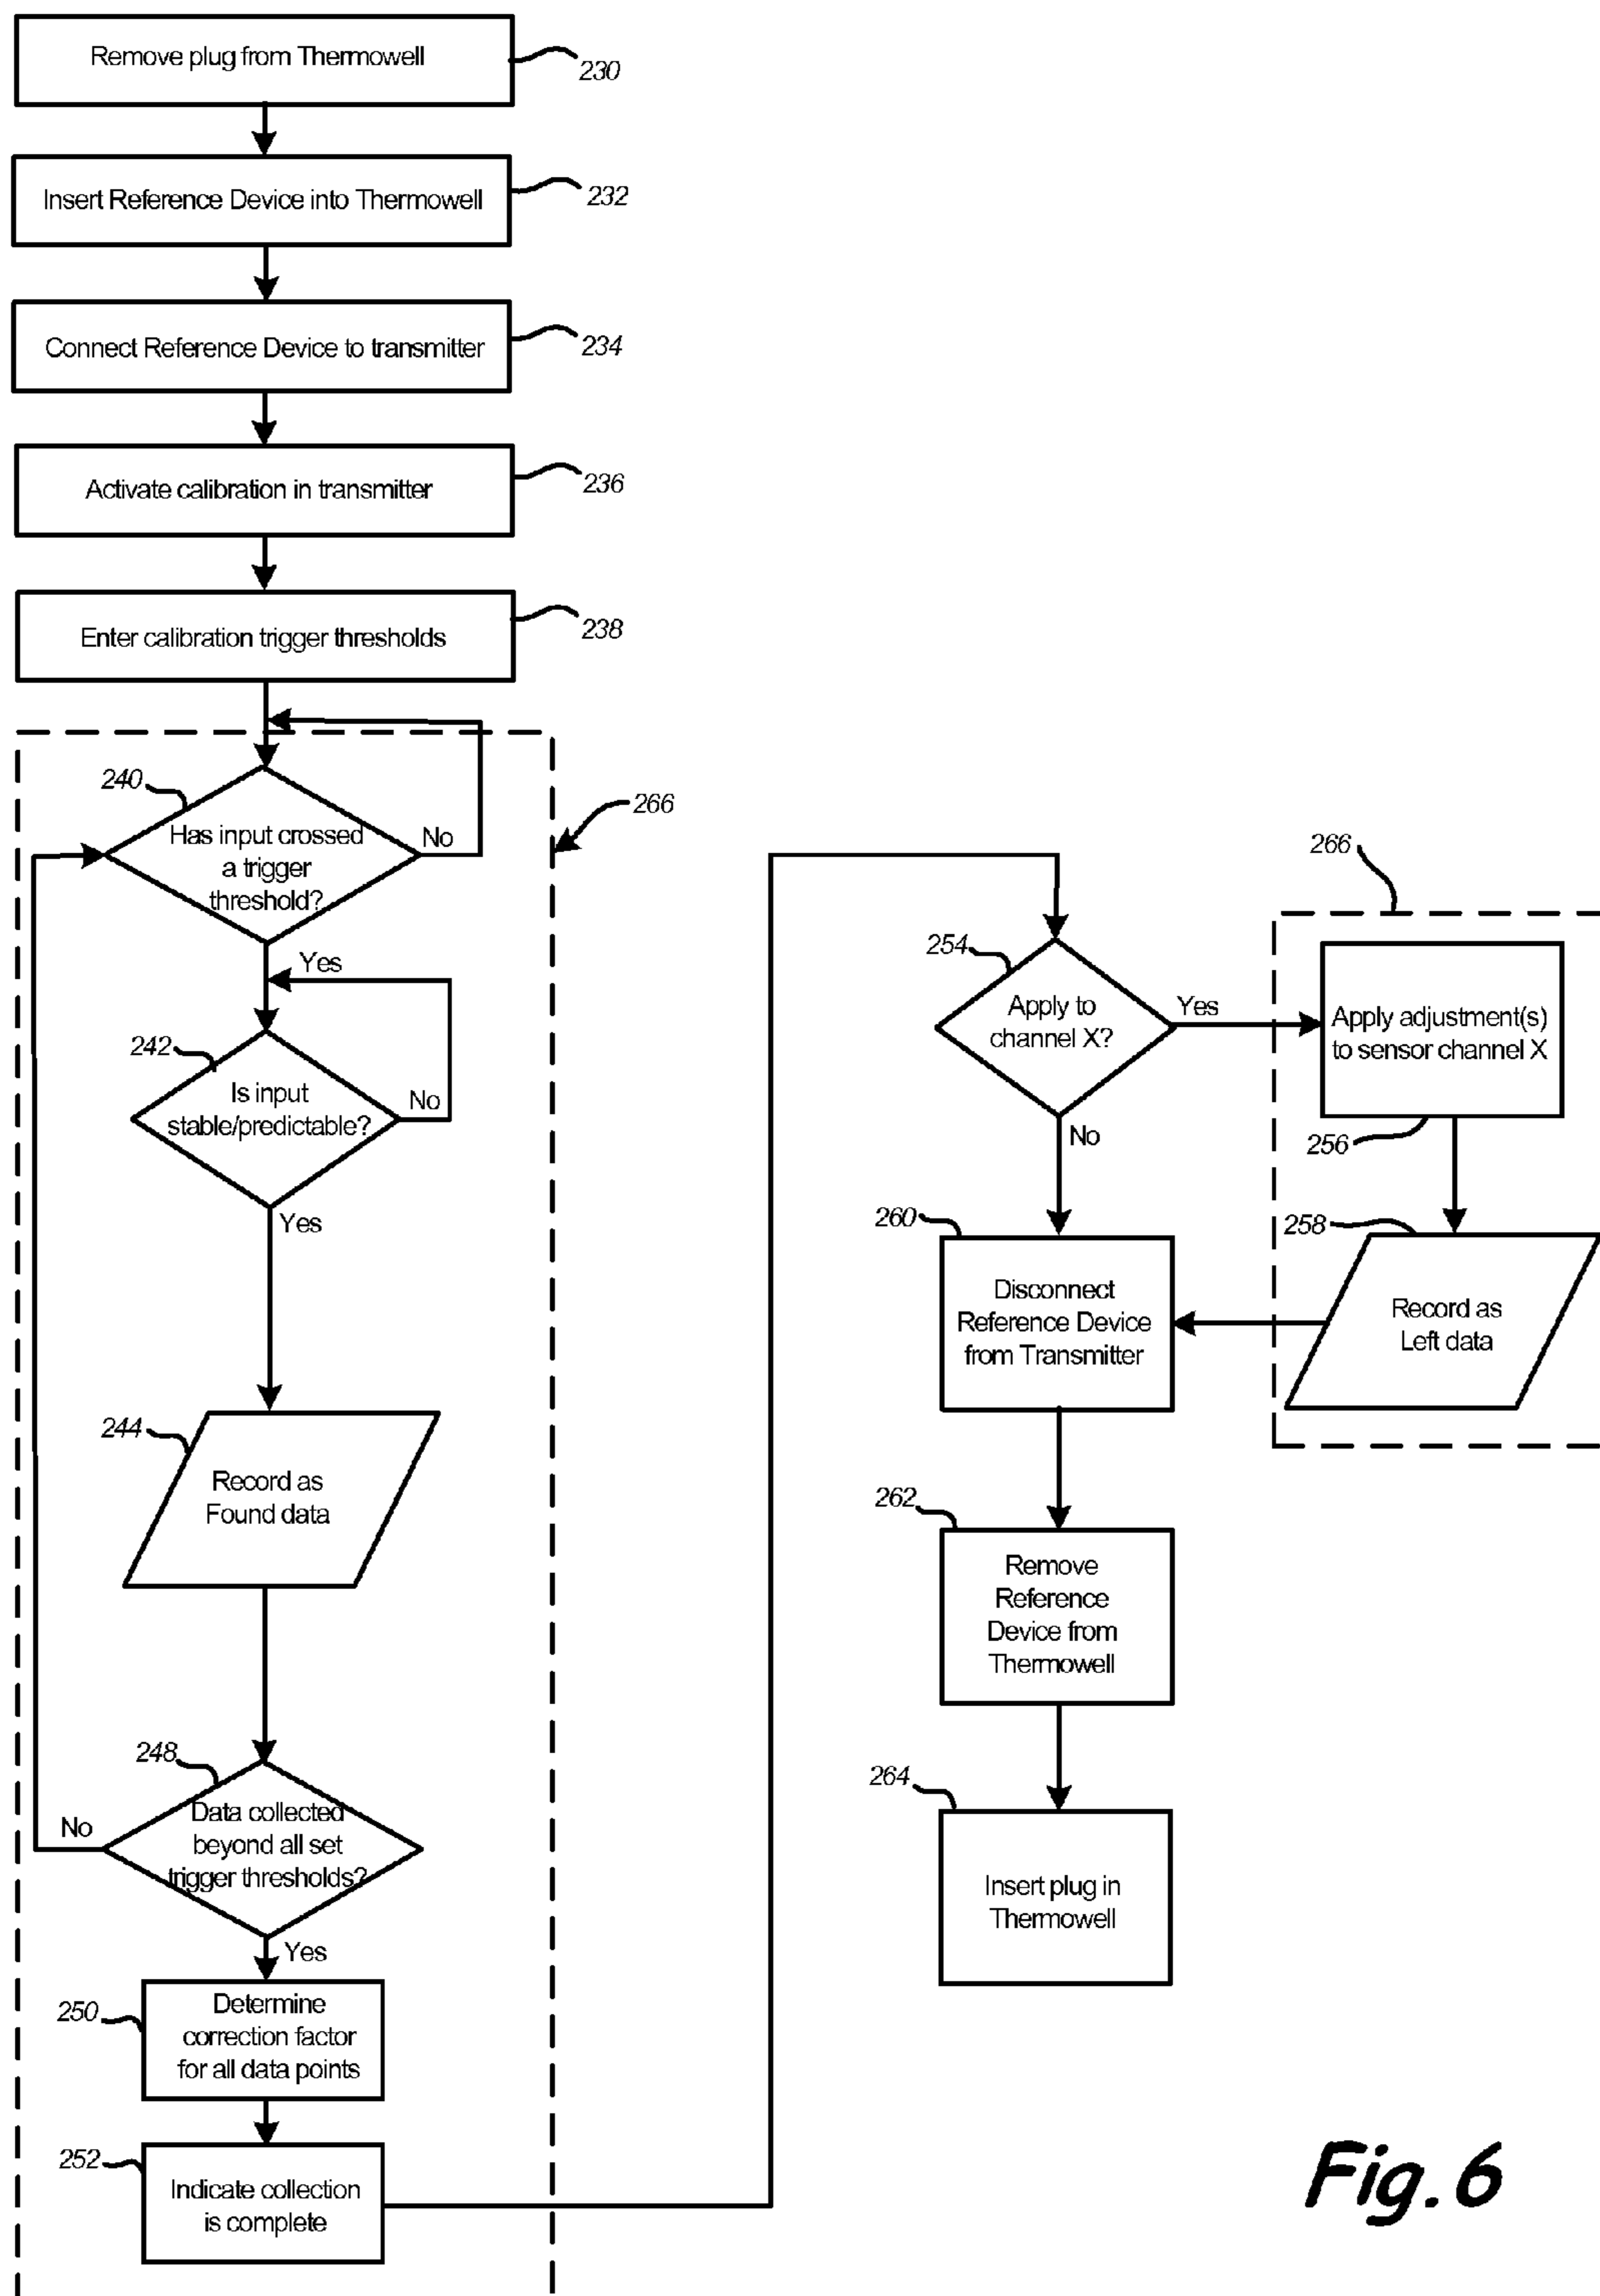 Remove plug from Thermowell
230
Insert Reference Device into Thermowell
232
Connect Reference Device to transmitter
234
Activate calibration in transmitter
236
Enter calibration trigger thresholds
238
266
240
Has input crossed
a trigger
threshold?
No
Yes
242
Is input
stable/predictable?
No
Yes
244
Record as
Found data
248
Data collected
beyond all set
trigger thresholds?
No
Yes
250
Determine
correction factor
for all data points
252
Indicate collection
is complete
254
Apply to
channel X?
Yes
No
266
Apply adjustment(s)
to sensor channel X
256
258
Record as
Left data
260
Disconnect
Reference Device
from Transmitter
262
Remove
Reference
Device from
Thermowell
264
Insert plug in
Thermowell
Fig. 6